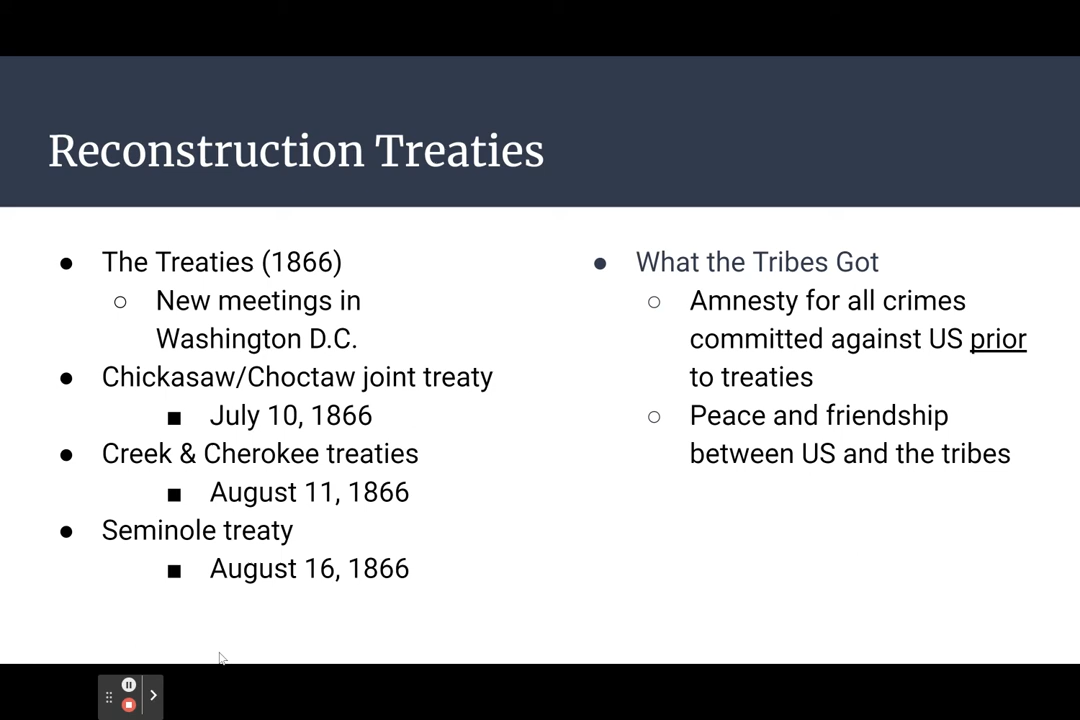 Reconstruction Treaties
The Treaties (1866)
New meetings in
Washington D.C.
Chickasaw/Choctaw joint treaty
July 10, 1866
Creek & Cherokee treaties
August 11, 1866
Seminole treaty
August 16, 1866
What the Tribes Got
Amnesty for all crimes
committed against US prior
to treaties
Peace and friendship
between US and the tribes